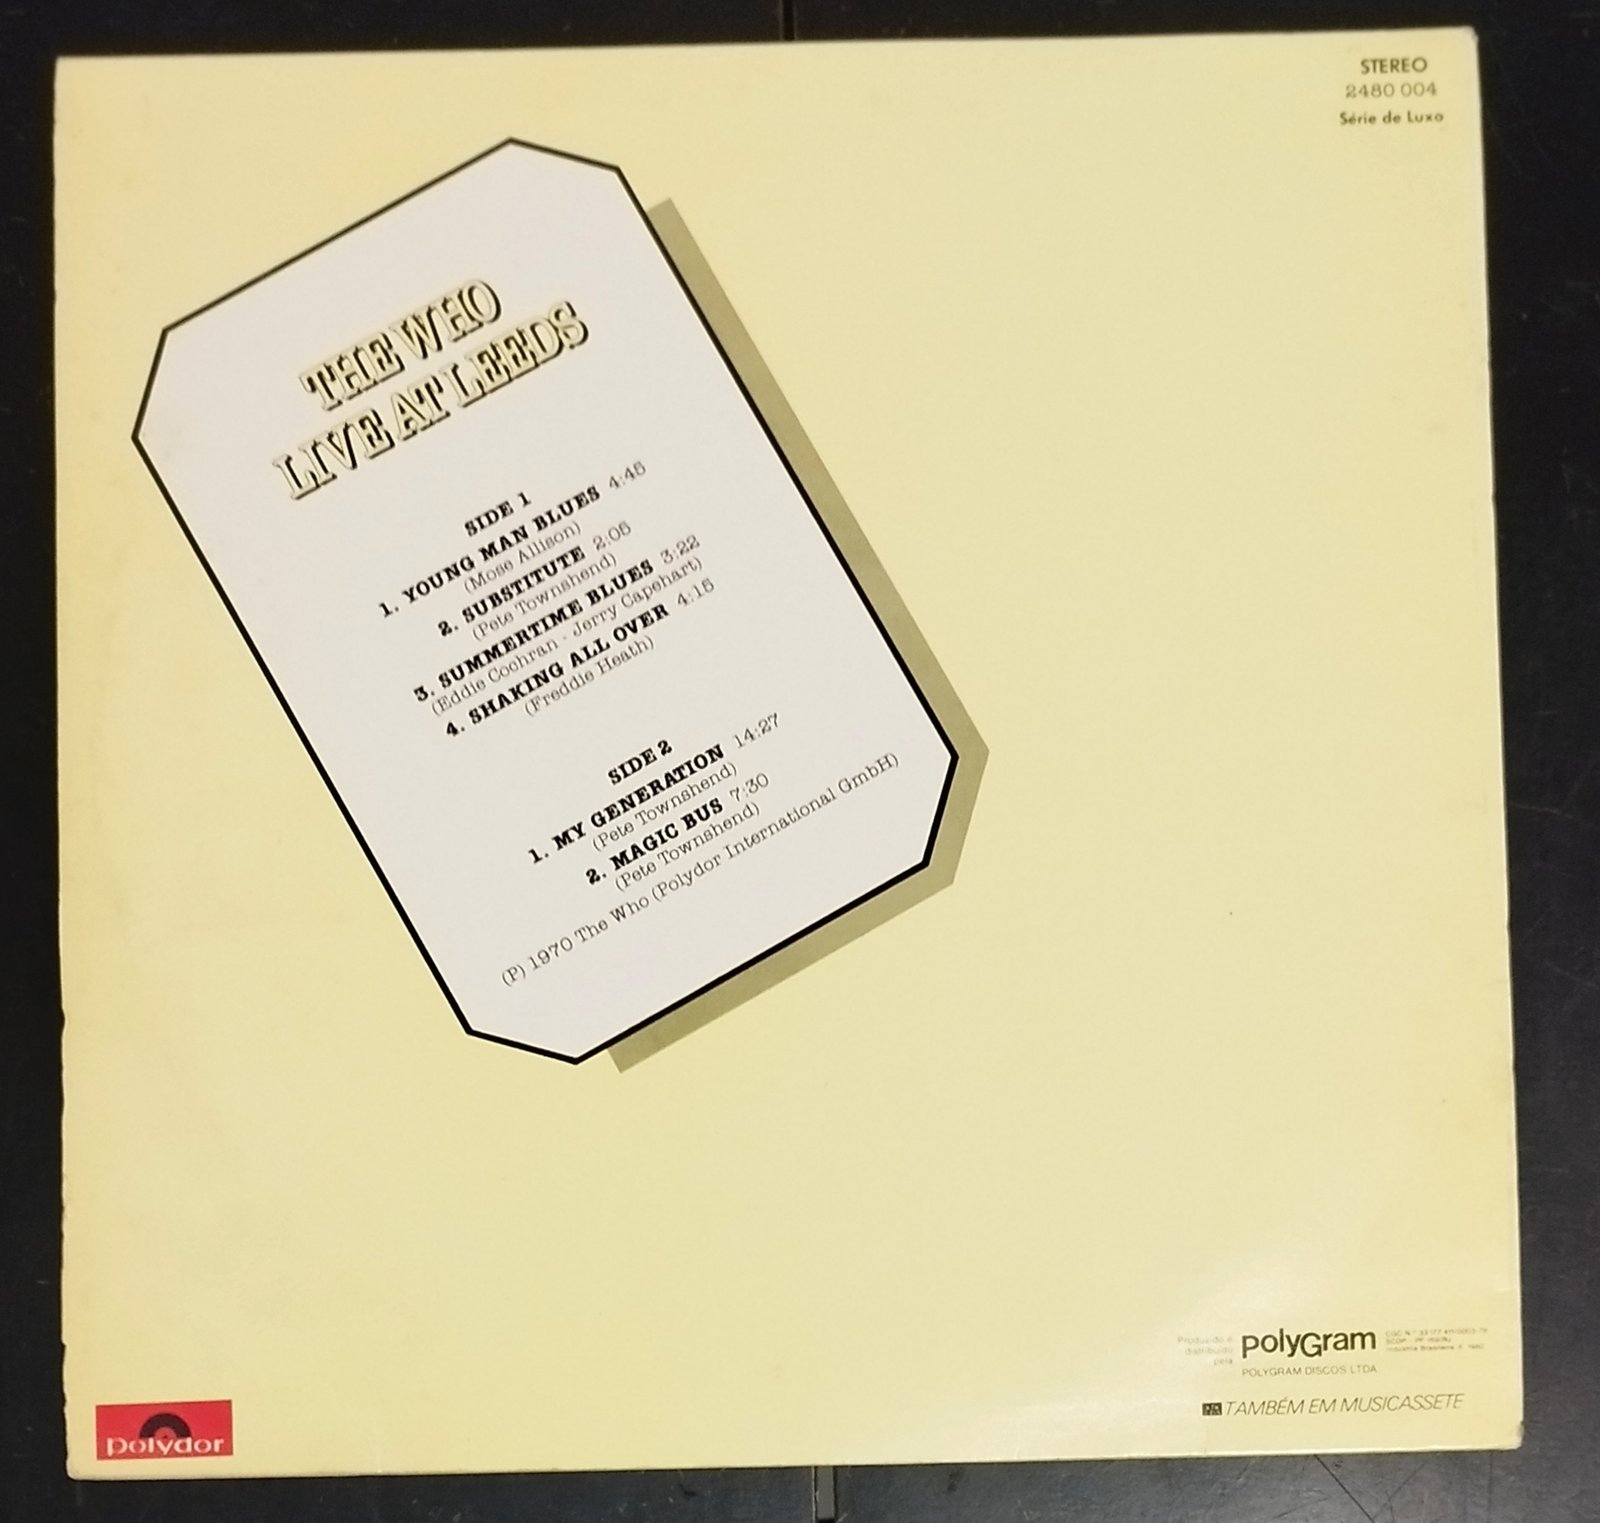 STEREO
2480 004
Série de Luxo
THE WHO
LIVE AT LEEDS
SIDE 1
1. YOUNG MAN BLUES 4:45
(Mose Allison)
2. SUBSTITUTE 2:05
(Pete Townshend)
3. SUMMERTIME BLUES 3:22
(Eddie Cochran - Jerry Capehart)
4. SHAKING ALL OVER 4:15
(Freddie Heath)
SIDE 2
1. MY GENERATION 14:27
(Pete Townshend)
2. MAGIC BUS 7:30
(Pete Townshend)
(P) 1970 The Who (Polydor International GmbH)
Produzido e
distribuído
pela
polyGram
POLYGRAM DISCOS LTDA
TAMBÉM EM MUSICASSETE
polydor